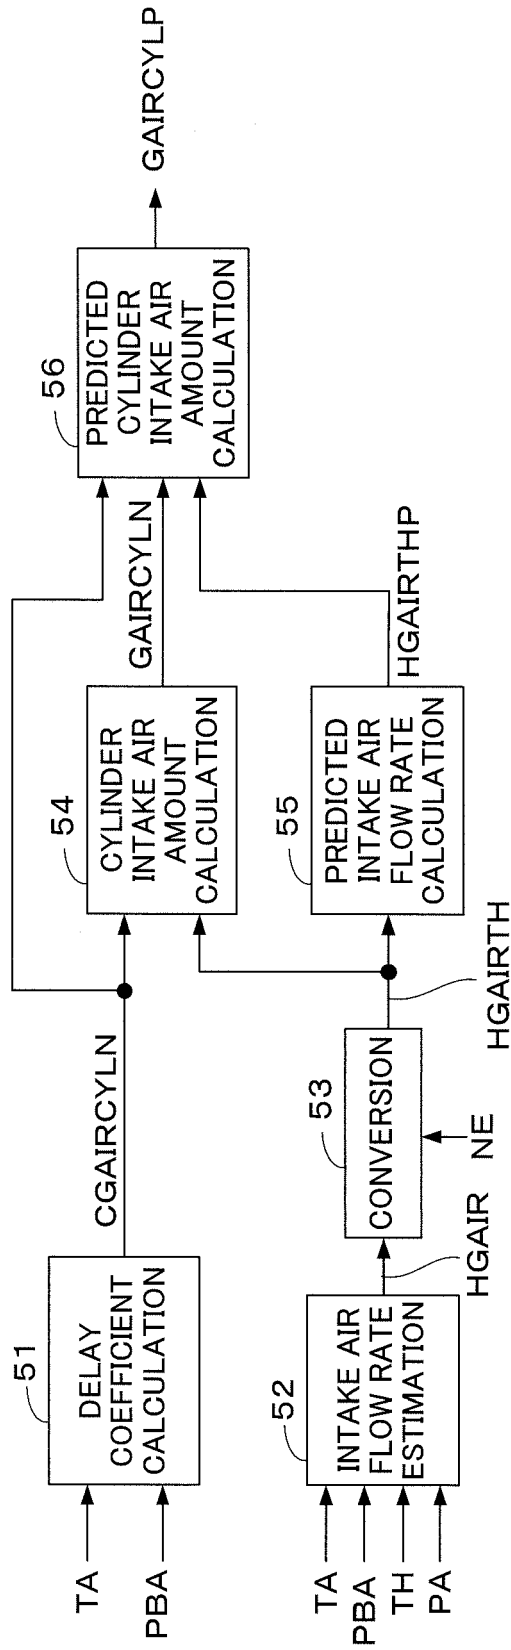 TA
PBA
51
DELAY
COEFFICIENT
CALCULATION
CGAIRCYLN
54
CYLINDER
INTAKE AIR
AMOUNT
CALCULATION
GAIRCYLN
56
PREDICTED
CYLINDER
INTAKE AIR
AMOUNT
CALCULATION
GAIRCYLP
TA
PBA
TH
PA
52
INTAKE AIR
FLOW RATE
ESTIMATION
HGAIR
53
CONVERSION
NE
HGAIRTH
55
PREDICTED
INTAKE AIR
FLOW RATE
CALCULATION
HGAIRTHP